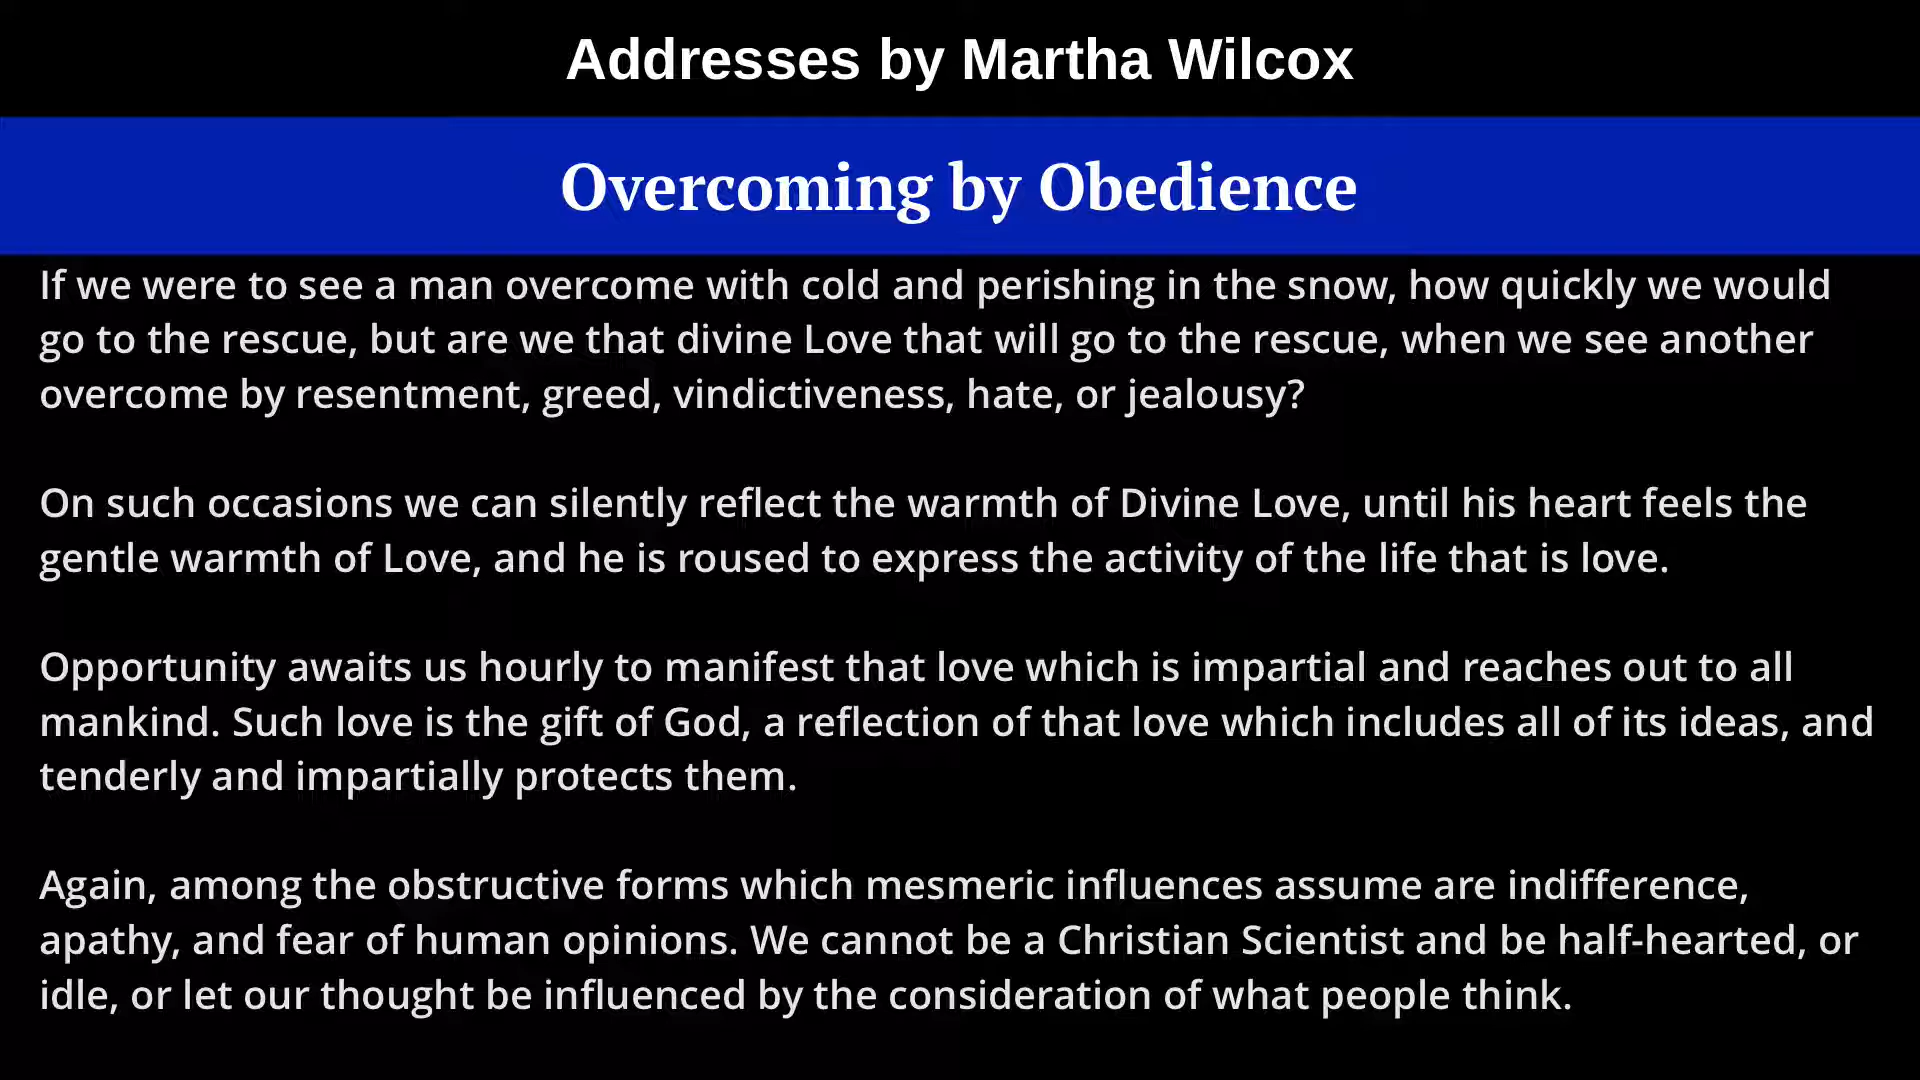 Addresses by Martha Wilcox
Overcoming by Obedience
If we were to see a man overcome with cold and perishing in the snow, how quickly we would
go to the rescue, but are we that divine Love that will go to the rescue, when we see another
overcome by resentment, greed, vindictiveness, hate, or jealousy?
On such occasions we can silently reflect the warmth of Divine Love, until his heart feels the
gentle warmth of Love, and he is roused to express the activity of the life that is love.
Opportunity awaits us hourly to manifest that love which is impartial and reaches out to all
mankind. Such love is the gift of God, a reflection of that love which includes all of its ideas, and
tenderly and impartially protects them.
Again, among the obstructive forms which mesmeric influences assume are indifference,
apathy, and fear of human opinions. We cannot be a Christian Scientist and be half-hearted, or
idle, or let our thought be influenced by the consideration of what people think.